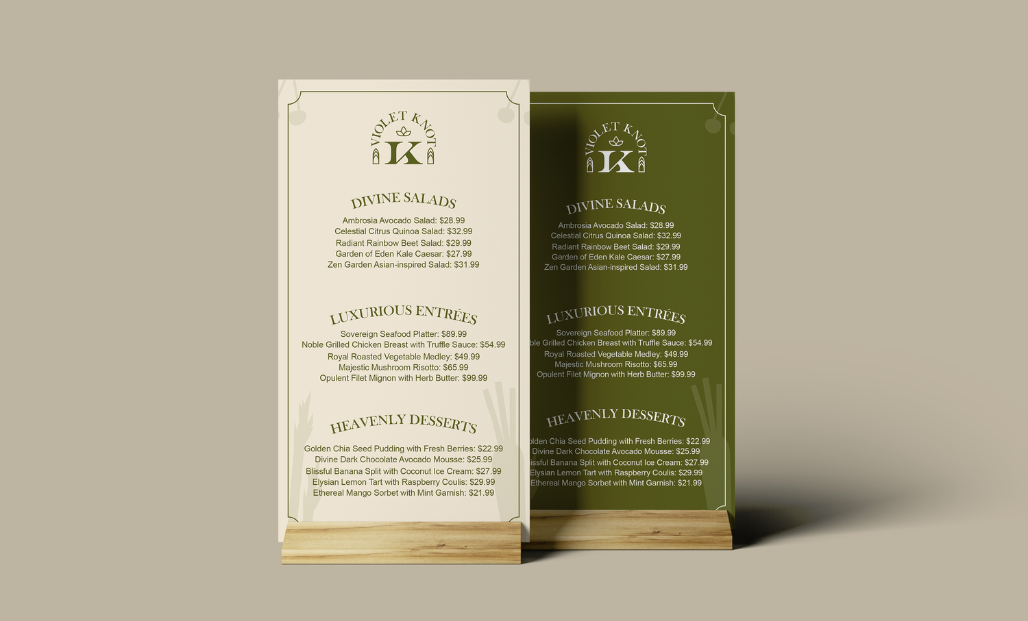 VIOLET KNOT
K
DIVINE SALADS
Ambrosia Avocado Salad: $28.99
Celestial Citrus Quinoa Salad: $32.99
Radiant Rainbow Beet Salad: $29.99
Garden of Eden Kale Caesar: $27.99
Zen Garden Asian-inspired Salad: $31.99
LUXURIOUS ENTRÉES
Sovereign Seafood Platter: $89.99
Noble Grilled Chicken Breast with Truffle Sauce: $54.99
Royal Roasted Vegetable Medley: $49.99
Majestic Mushroom Risotto: $65.99
Opulent Filet Mignon with Herb Butter: $99.99
HEAVENLY DESSERTS
Golden Chia Seed Pudding with Fresh Berries: $22.99
Divine Dark Chocolate Avocado Mousse: $25.99
Blissful Banana Split with Coconut Ice Cream: $27.99
Elysian Lemon Tart with Raspberry Coulis: $29.99
Ethereal Mango Sorbet with Mint Garnish: $21.99
VIOLET KNOT
K
DIVINE SALADS
Ambrosia Avocado Salad: $28.99
Celestial Citrus Quinoa Salad: $32.99
Radiant Rainbow Beet Salad: $29.99
Garden of Eden Kale Caesar: $27.99
Zen Garden Asian-inspired Salad: $31.99
LUXURIOUS ENTRÉES
Sovereign Seafood Platter: $89.99
ble Grilled Chicken Breast with Truffle Sauce: $54.99
Royal Roasted Vegetable Medley: $49.99
Majestic Mushroom Risotto: $65.99
Opulent Filet Mignon with Herb Butter: $99.99
HEAVENLY DESSERTS
lden Chia Seed Pudding with Fresh Berries: $22.99
Divine Dark Chocolate Avocado Mousse: $25.99
issful Banana Split with Coconut Ice Cream: $27.99
Elysian Lemon Tart with Raspberry Coulis: $29.99
Ethereal Mango Sorbet with Mint Garnish: $21.99